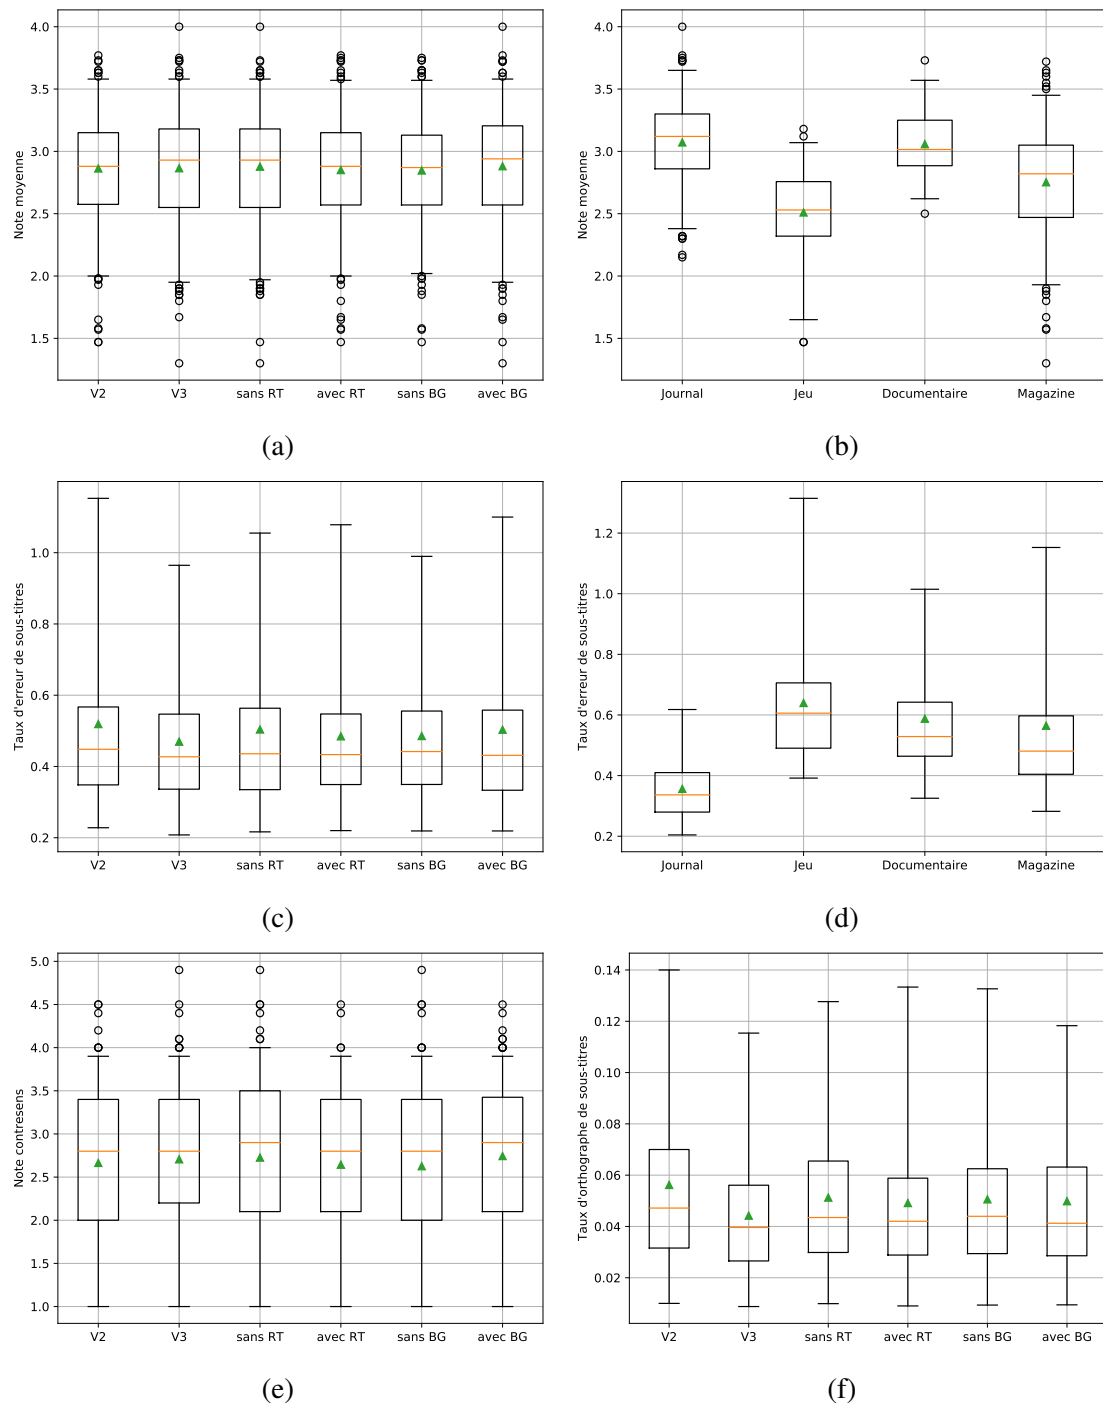 Note moyenne
4.0
3.5
3.0
2.5
2.0
1.5
V2 V3 sans RT avec RT sans BG avec BG
(a)
Note moyenne
4.0
3.5
3.0
2.5
2.0
1.5
Journal Jeu Documentaire Magazine
(b)
Taux d'erreur de sous-titres
1.0
0.8
0.6
0.4
0.2
V2 V3 sans RT avec RT sans BG avec BG
(c)
Taux d'erreur de sous-titres
1.2
1.0
0.8
0.6
0.4
0.2
Journal Jeu Documentaire Magazine
(d)
Note contresens
5.0
4.5
4.0
3.5
3.0
2.5
2.0
1.5
1.0
V2 V3 sans RT avec RT sans BG avec BG
(e)
Taux d'orthographe de sous-titres
0.14
0.12
0.10
0.08
0.06
0.04
0.02
V2 V3 sans RT avec RT sans BG avec BG
(f)